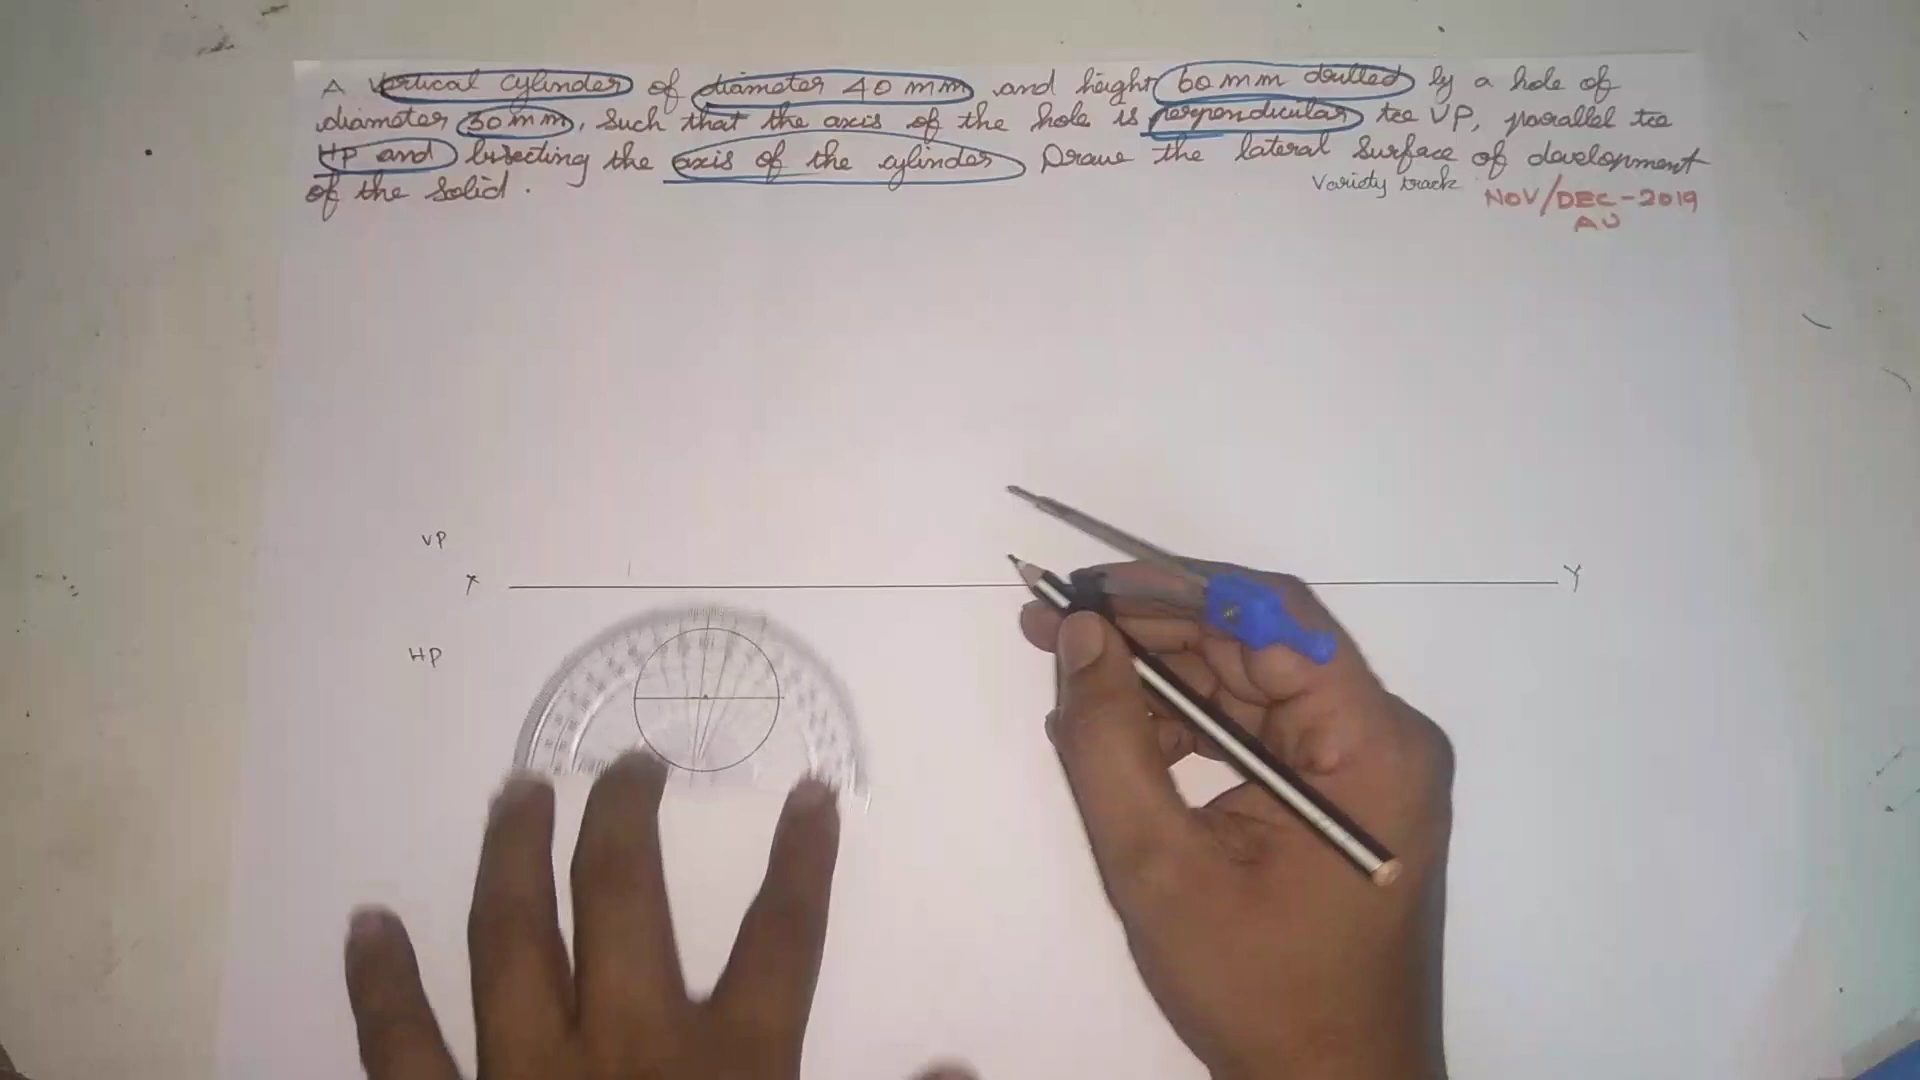 A Vertical Cylinder of diameter 40 mm and height 60 mm drilled by a hole of
diameter 30 mm, Such that the axis of the hole is perpendicular to VP, parallel to
HP and bisecting the axis of the cylinder Draw the lateral Surface of development
of the Solid.
Variety track NOV/DEC-2019
AU
VP
X Y
HP